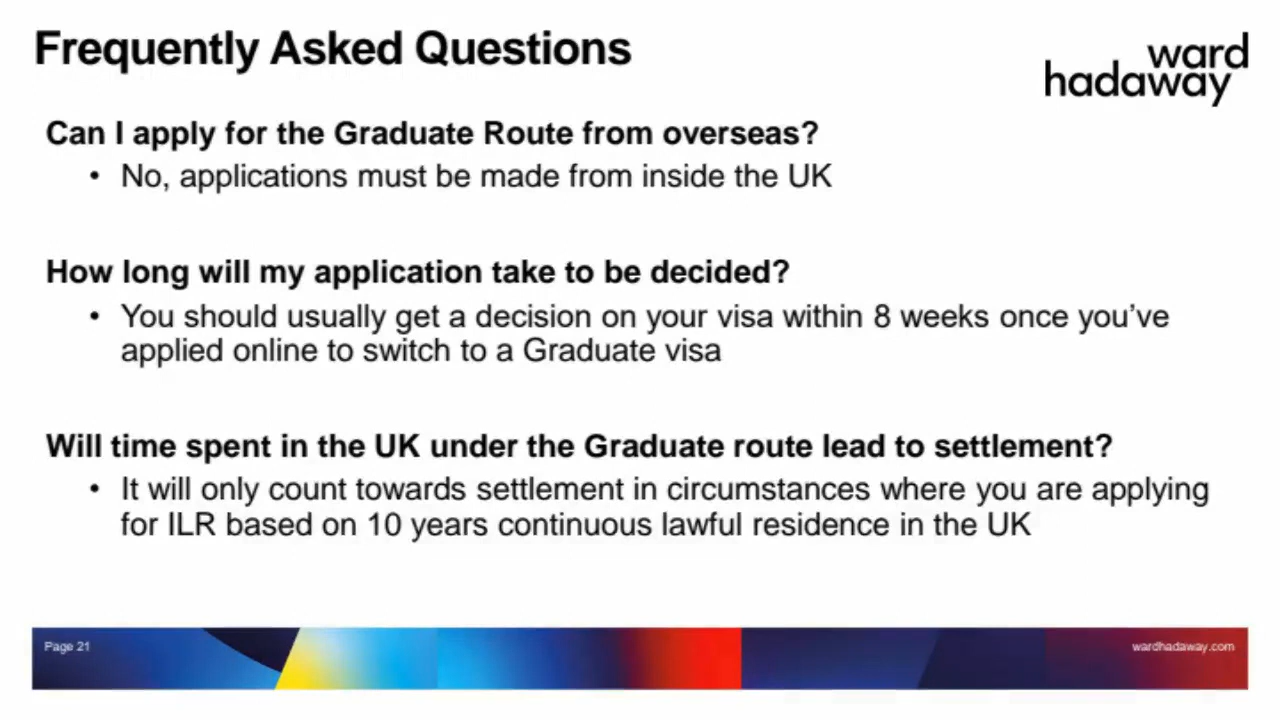 Frequently Asked Questions
ward
hadaway
Can I apply for the Graduate Route from overseas?
• No, applications must be made from inside the UK
How long will my application take to be decided?
• You should usually get a decision on your visa within 8 weeks once you’ve
applied online to switch to a Graduate visa
Will time spent in the UK under the Graduate route lead to settlement?
• It will only count towards settlement in circumstances where you are applying
for ILR based on 10 years continuous lawful residence in the UK
Page 21
wardhadaway.com